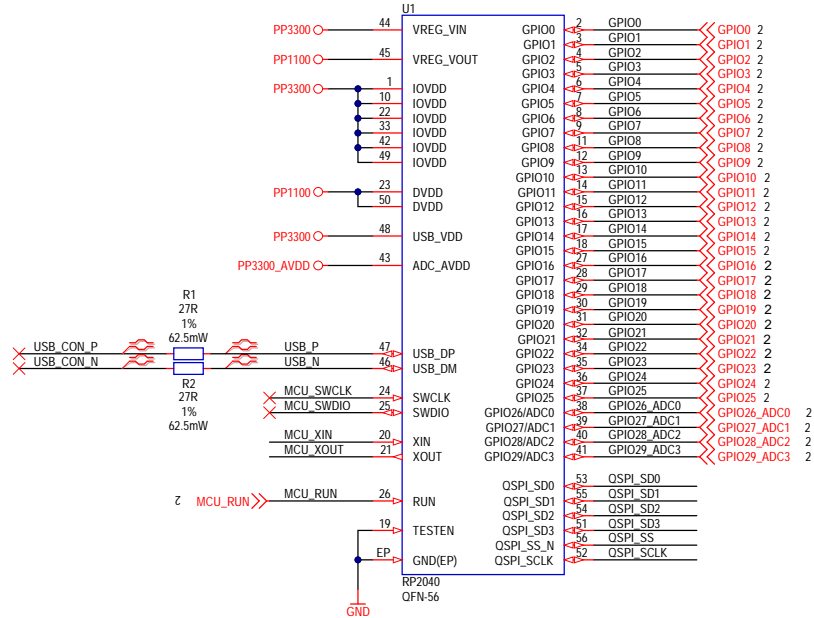 U1
PP3300 44 VREG_VIN GPIO0 2 GPIO0 GPIO0 2
GPIO1 3 GPIO1 GPIO1 2
PP1100 45 VREG_VOUT GPIO2 4 GPIO2 GPIO2 2
GPIO3 5 GPIO3 GPIO3 2
PP3300 1 IOVDD GPIO4 6 GPIO4 GPIO4 2
10 IOVDD GPIO5 7 GPIO5 GPIO5 2
22 IOVDD GPIO6 8 GPIO6 GPIO6 2
33 IOVDD GPIO7 9 GPIO7 GPIO7 2
42 IOVDD GPIO8 11 GPIO8 GPIO8 2
49 IOVDD GPIO9 12 GPIO9 GPIO9 2
GPIO10 13 GPIO10 GPIO10 2
PP1100 23 DVDD GPIO11 14 GPIO11 GPIO11 2
50 DVDD GPIO12 15 GPIO12 GPIO12 2
GPIO13 16 GPIO13 GPIO13 2
PP3300 48 USB_VDD GPIO14 17 GPIO14 GPIO14 2
GPIO15 18 GPIO15 GPIO15 2
PP3300_AVDD 43 ADC_AVDD GPIO16 27 GPIO16 GPIO16 2
GPIO17 28 GPIO17 GPIO17 2
R1 GPIO18 29 GPIO18 GPIO18 2
27R GPIO19 30 GPIO19 GPIO19 2
1% GPIO20 31 GPIO20 GPIO20 2
62.5mW GPIO21 32 GPIO21 GPIO21 2
USB_CON_P USB_P 47 USB_DP GPIO22 34 GPIO22 GPIO22 2
USB_CON_N USB_N 46 USB_DM GPIO23 35 GPIO23 GPIO23 2
R2 GPIO24 36 GPIO24 GPIO24 2
27R MCU_SWCLK 24 SWCLK GPIO25 37 GPIO25 GPIO25 2
1% MCU_SWDIO 25 SWDIO GPIO26/ADC0 38 GPIO26_ADC0 GPIO26_ADC0 2
62.5mW GPIO27/ADC1 39 GPIO27_ADC1 GPIO27_ADC1 2
MCU_XIN 20 XIN GPIO28/ADC2 40 GPIO28_ADC2 GPIO28_ADC2 2
MCU_XOUT 21 XOUT GPIO29/ADC3 41 GPIO29_ADC3 GPIO29_ADC3 2
QSPI_SD0 53 QSPI_SD0
2 MCU_RUN MCU_RUN 26 RUN QSPI_SD1 55 QSPI_SD1
QSPI_SD2 54 QSPI_SD2
19 TESTEN QSPI_SD3 51 QSPI_SD3
QSPI_SS_N 56 QSPI_SS
EP GND(EP) QSPI_SCLK 52 QSPI_SCLK
RP2040
QFN-56
GND